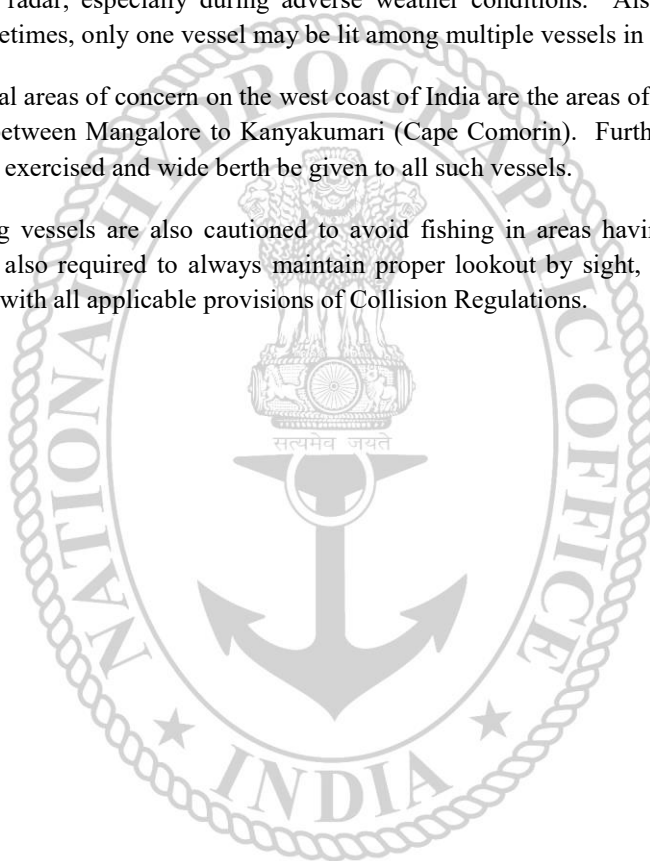 radar, especially during adverse weather conditions. Als
etimes, only one vessel may be lit among multiple vessels in
al areas of concern on the west coast of India are the areas of
between Mangalore to Kanyakumari (Cape Comorin). Furth
exercised and wide berth be given to all such vessels.
g vessels are also cautioned to avoid fishing in areas havin
also required to always maintain proper lookout by sight,
with all applicable provisions of Collision Regulations.
NATIONAL HYDROGRAPHIC OFFICE
सत्यमेव जयते
INDIA